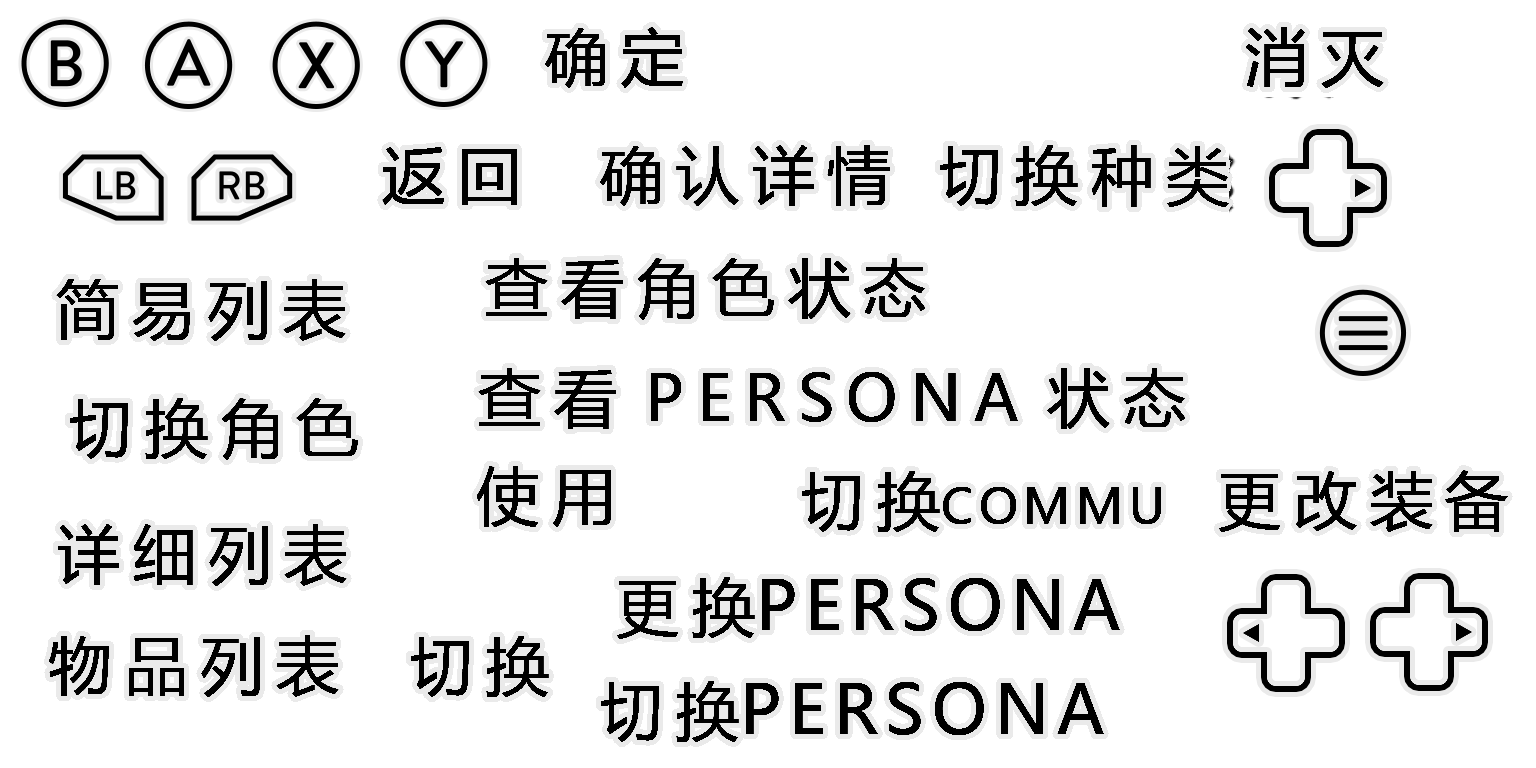 B A X Y 确定 消灭
LB RB 返回 确认详情 切换种类
简易列表 查看角色状态
查看 PERSONA 状态
切换角色
使用 切换COMMU 更改装备
详细列表
更换PERSONA
物品列表 切换
切换PERSONA